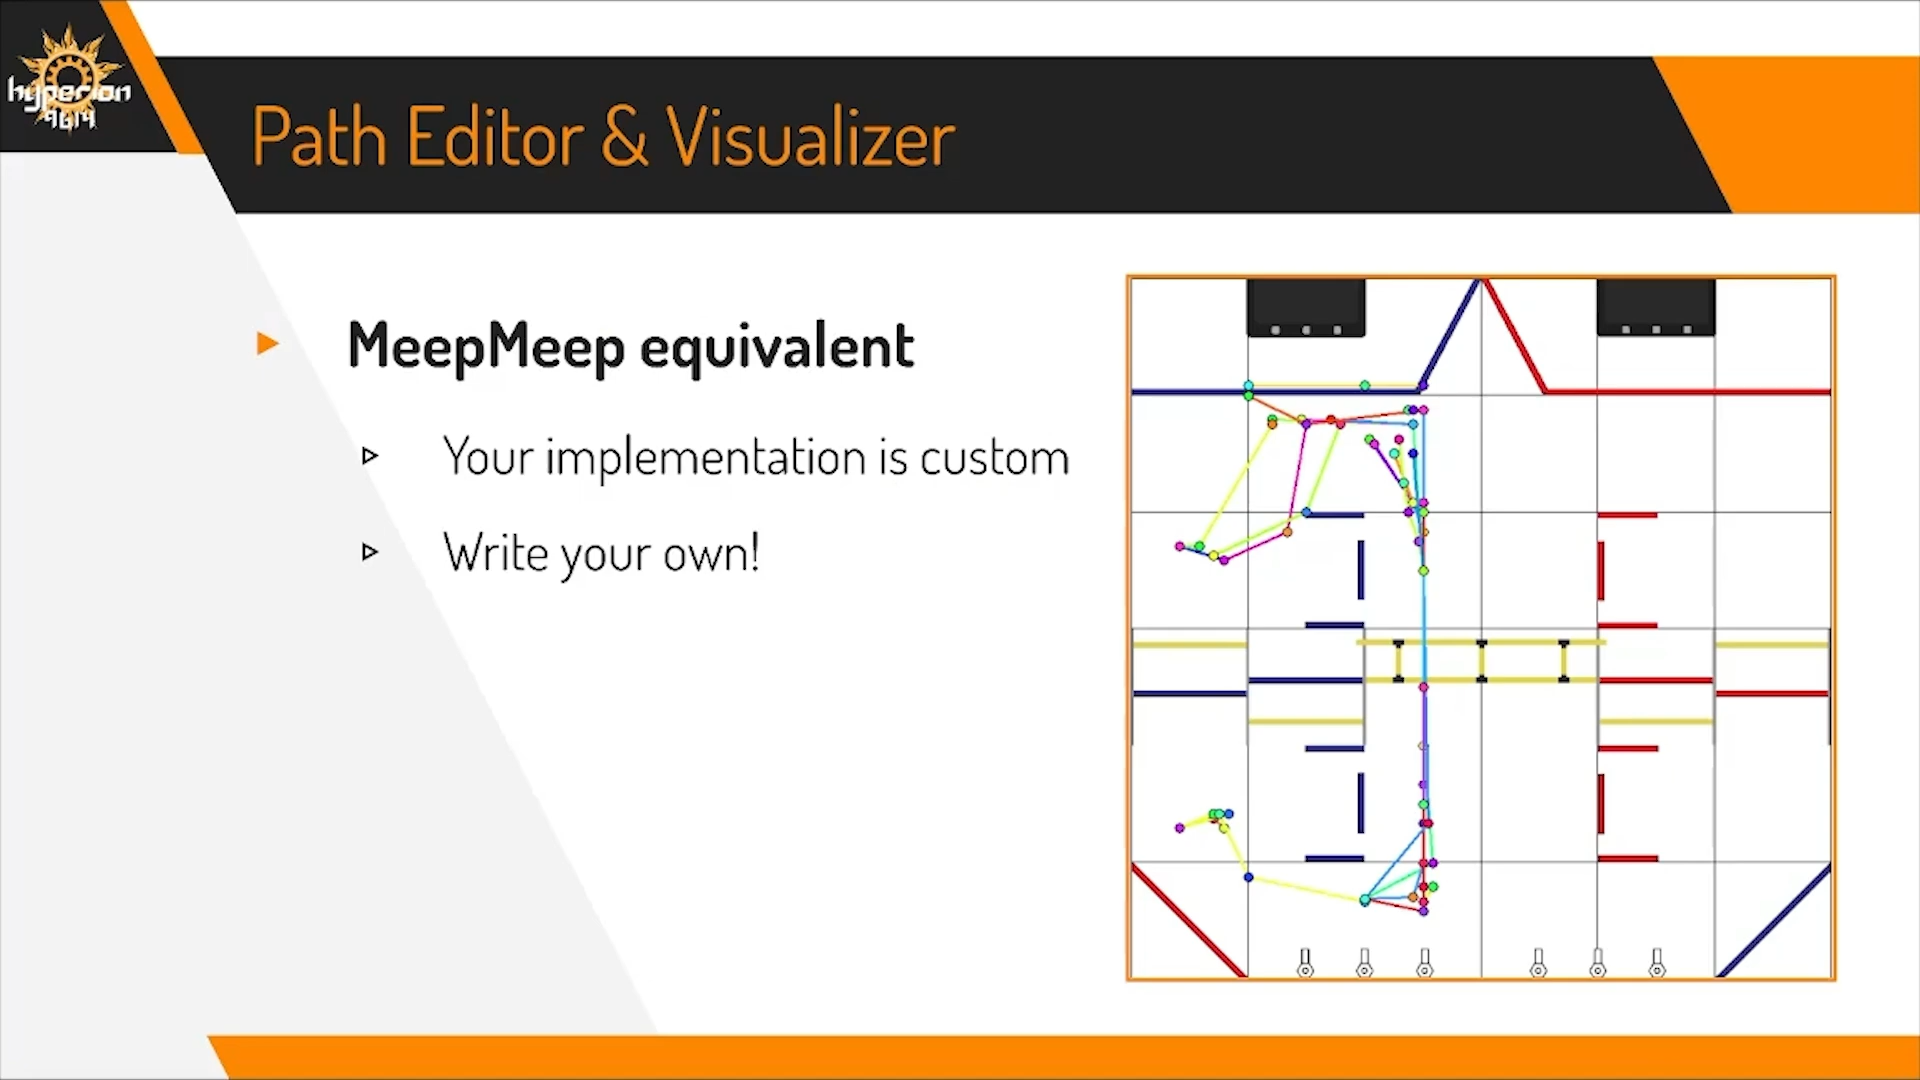 hyperion
9614
Path Editor & Visualizer
MeepMeep equivalent
Your implementation is custom
Write your own!